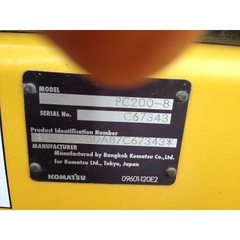 MODEL PC200-8
SERIAL NO. C67343
Product Identification Number
C67343*
MANUFACTURER
Manufactured by Bangkok Komatsu Co.,Ltd.
for Komatsu Ltd., Tokyo, Japan
KOMATSU 09601-120E2